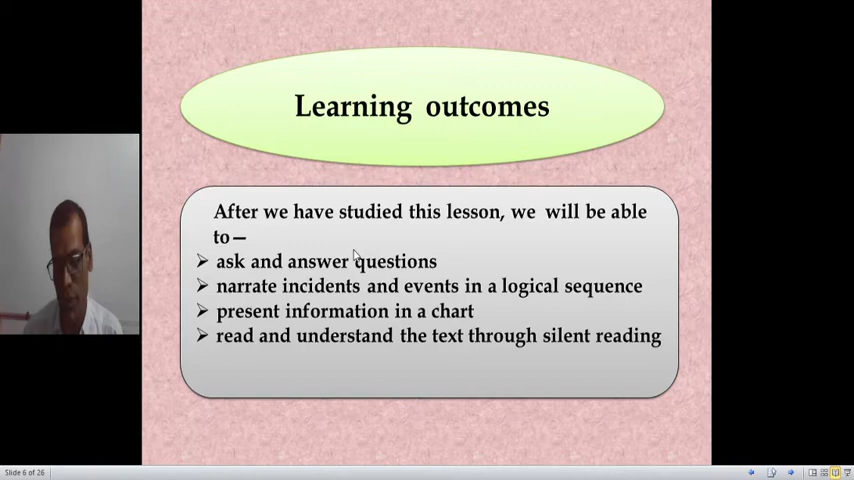 Learning outcomes
After we have studied this lesson, we will be able
to—
➢ ask and answer questions
➢ narrate incidents and events in a logical sequence
➢ present information in a chart
➢ read and understand the text through silent reading
Slide 6 of 26